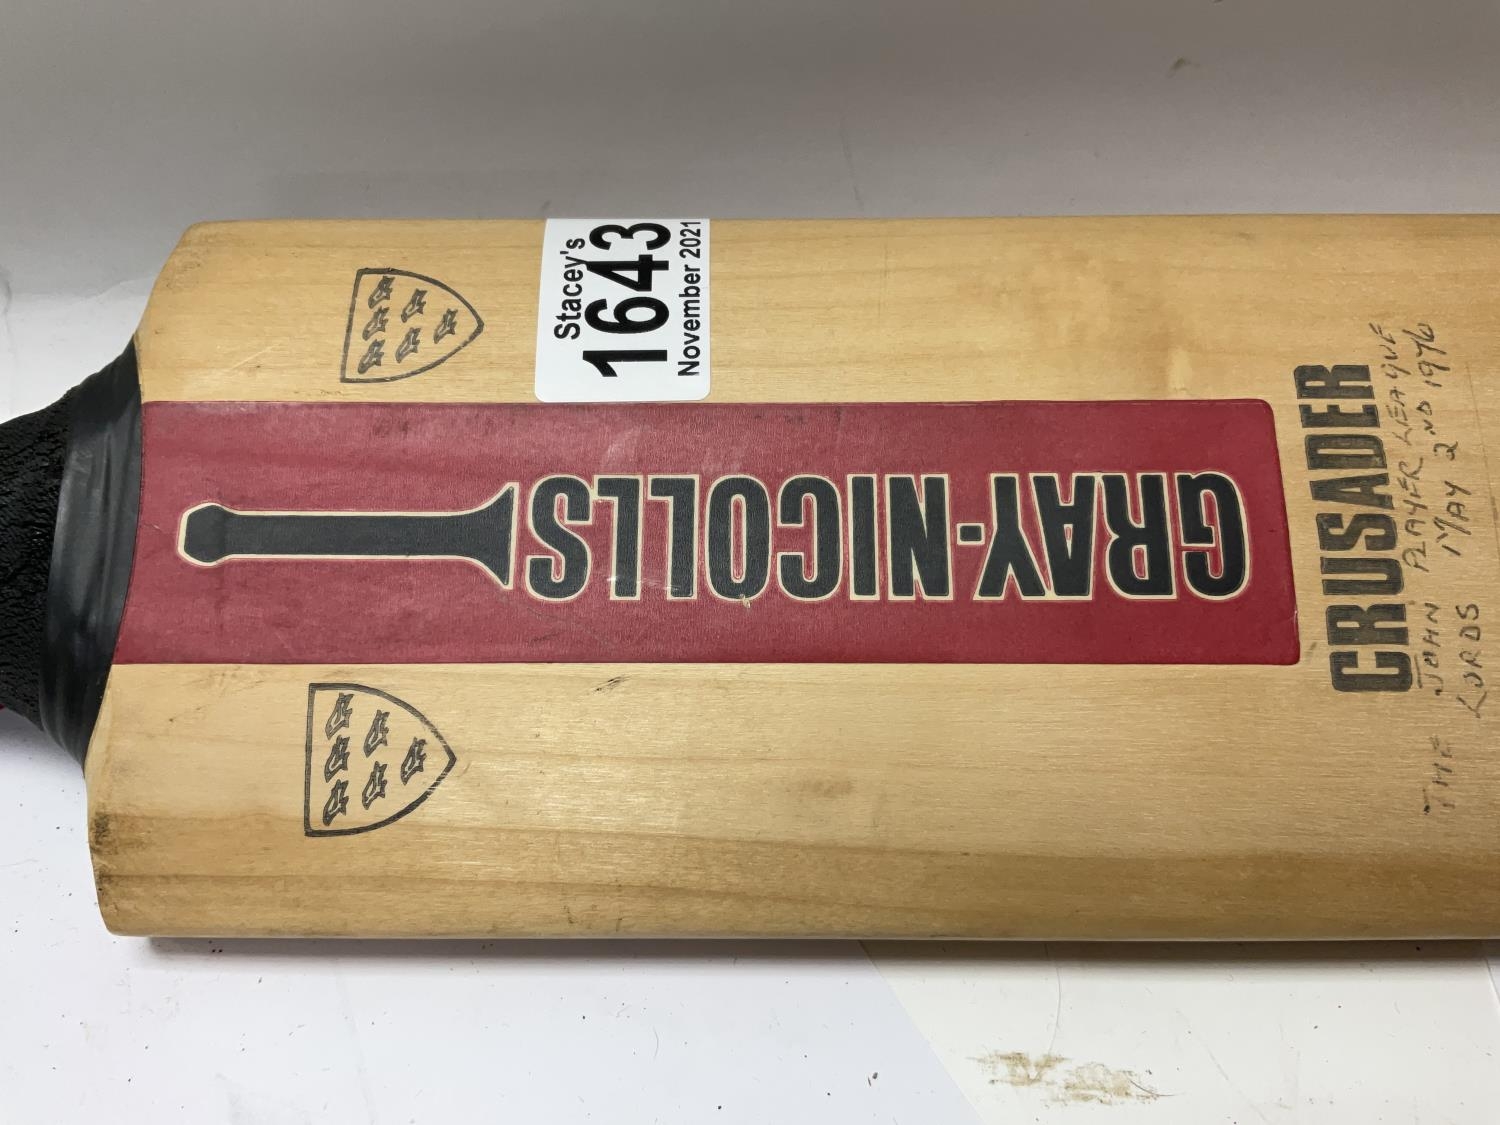 Stacey's
1643
November 2021
GRAY-NICOLLS
CRUSADER
THE JOHN PLAYER LEAGUE
LORDS MAY 2ND 1976